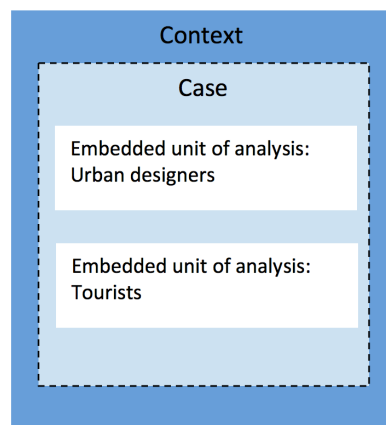 Context
Case
Embedded unit of analysis:
Urban designers
Embedded unit of analysis:
Tourists